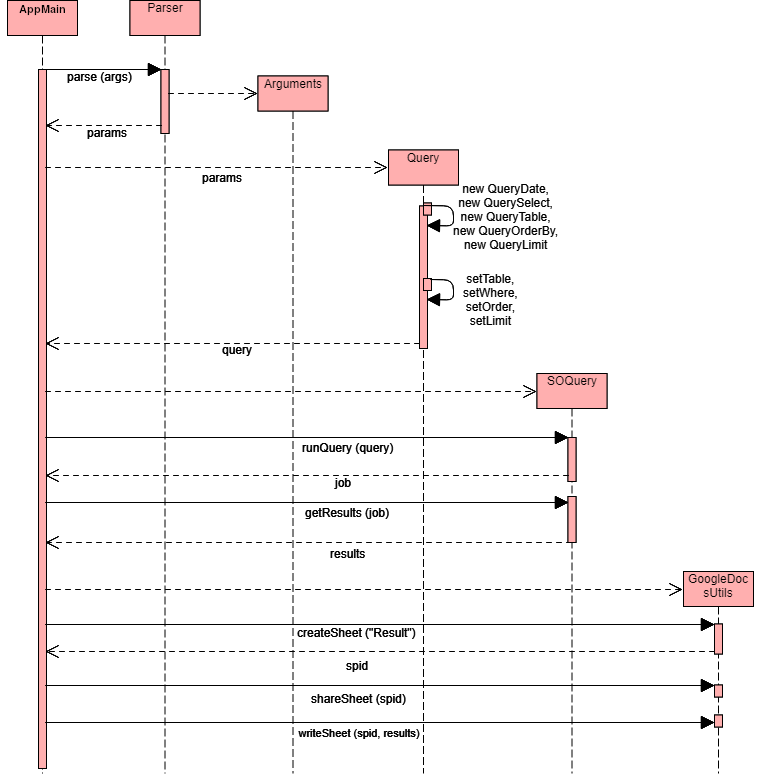 AppMain
Parser
parse (args)
Arguments
params
Query
params
new QueryDate,
new QuerySelect,
new QueryTable,
new QueryOrderBy,
new QueryLimit
setTable,
setWhere,
setOrder,
setLimit
query
SOQuery
runQuery (query)
job
getResults (job)
results
GoogleDoc
sUtils
createSheet ("Result")
spid
shareSheet (spid)
writeSheet (spid, results)